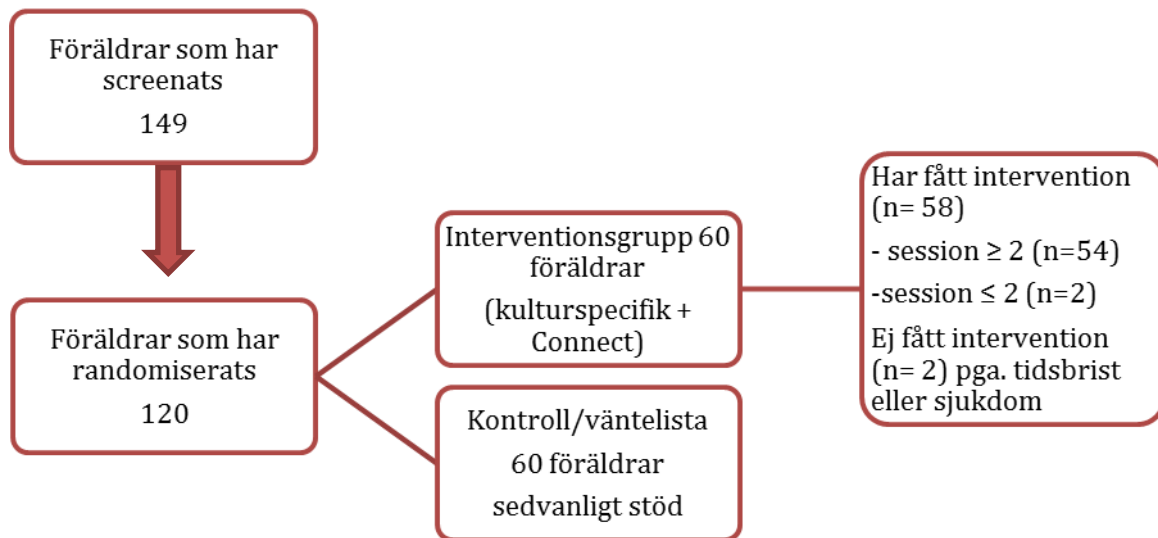 Föräldrar som har
screenats
149
Föräldrar som har
randomiserats
120
Interventionsgrupp 60
föräldrar
(kulturspecifik +
Connect)
Kontroll/väntelista
60 föräldrar
sedvanligt stöd
Har fått intervention
(n= 58)
- session ≥ 2 (n=54)
-session ≤ 2 (n=2)
Ej fått intervention
(n= 2) pga. tidsbrist
eller sjukdom